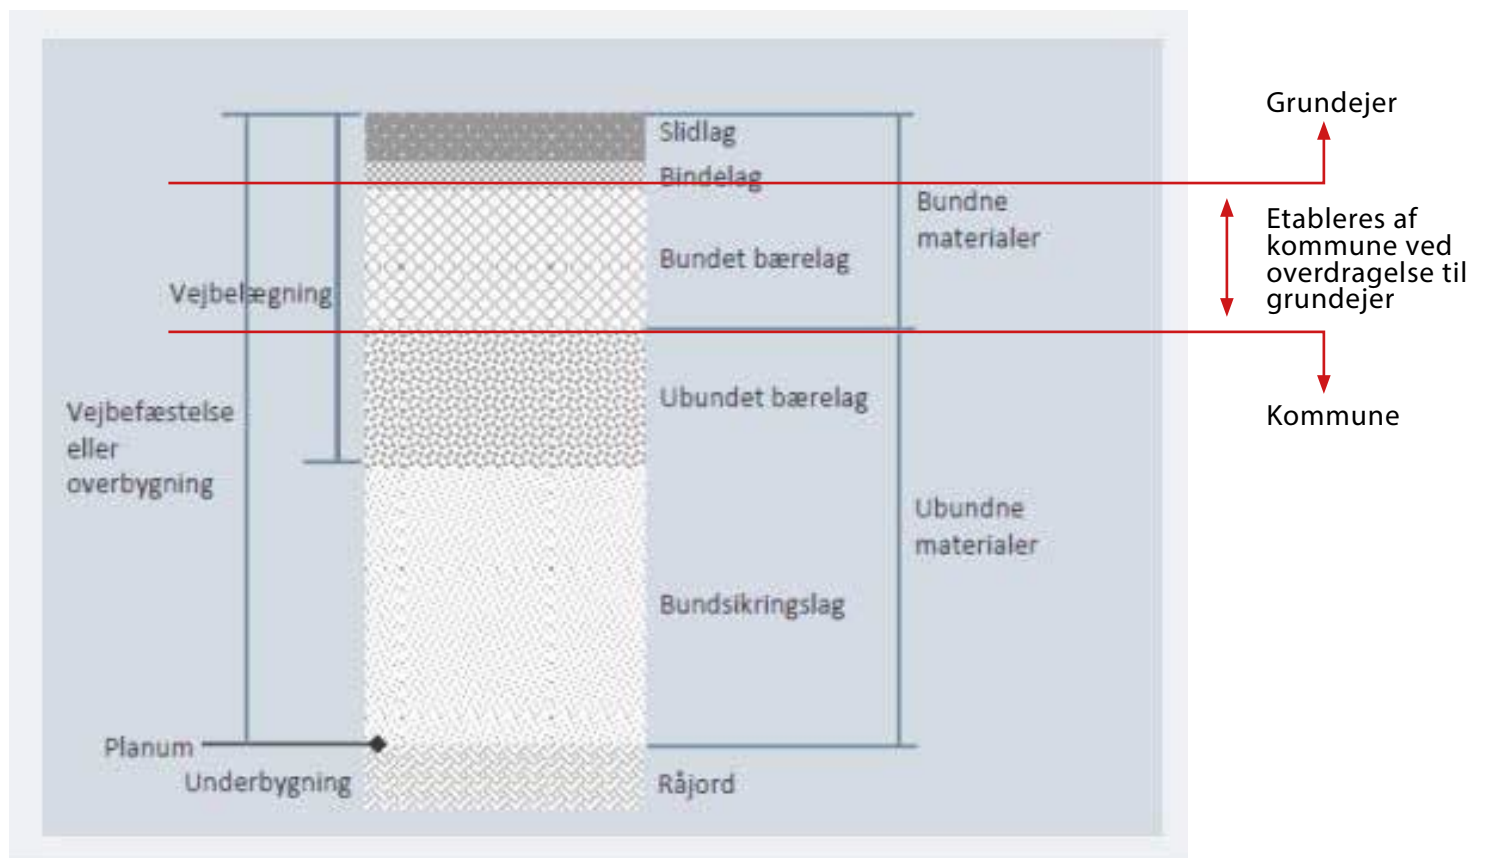 Grundejer
Slidlag
Bindelag
Bundne
materialer
Etableres af
kommune ved
overdragelse til
grundejer
Bundet bærelag
Vejbelægning
Ubundet bærelag
Kommune
Vejbefæstelse
eller
overbygning
Ubundne
materialer
Bundsikringslag
Planum
Underbygning
Råjord